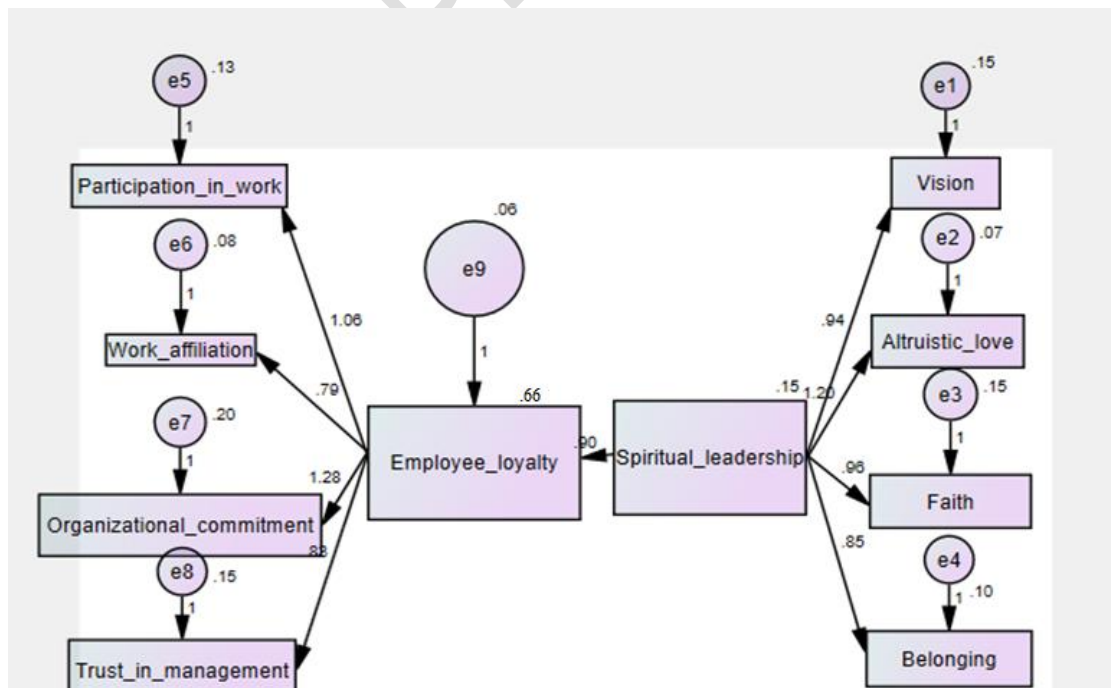 e5
.13
1
Participation_in_work
e6
.08
1
Work_affiliation
e7
.20
1
Organizational_commitment
e8
.15
1
Trust_in_management
1.06
.79
1.28
.83
.06
e9
1
.66
Employee_loyalty
.90
.15
Spiritual_leadership
.94
1.20
.96
.85
e1
.15
1
Vision
e2
.07
1
Altruistic_love
e3
.15
1
Faith
e4
.10
1
Belonging